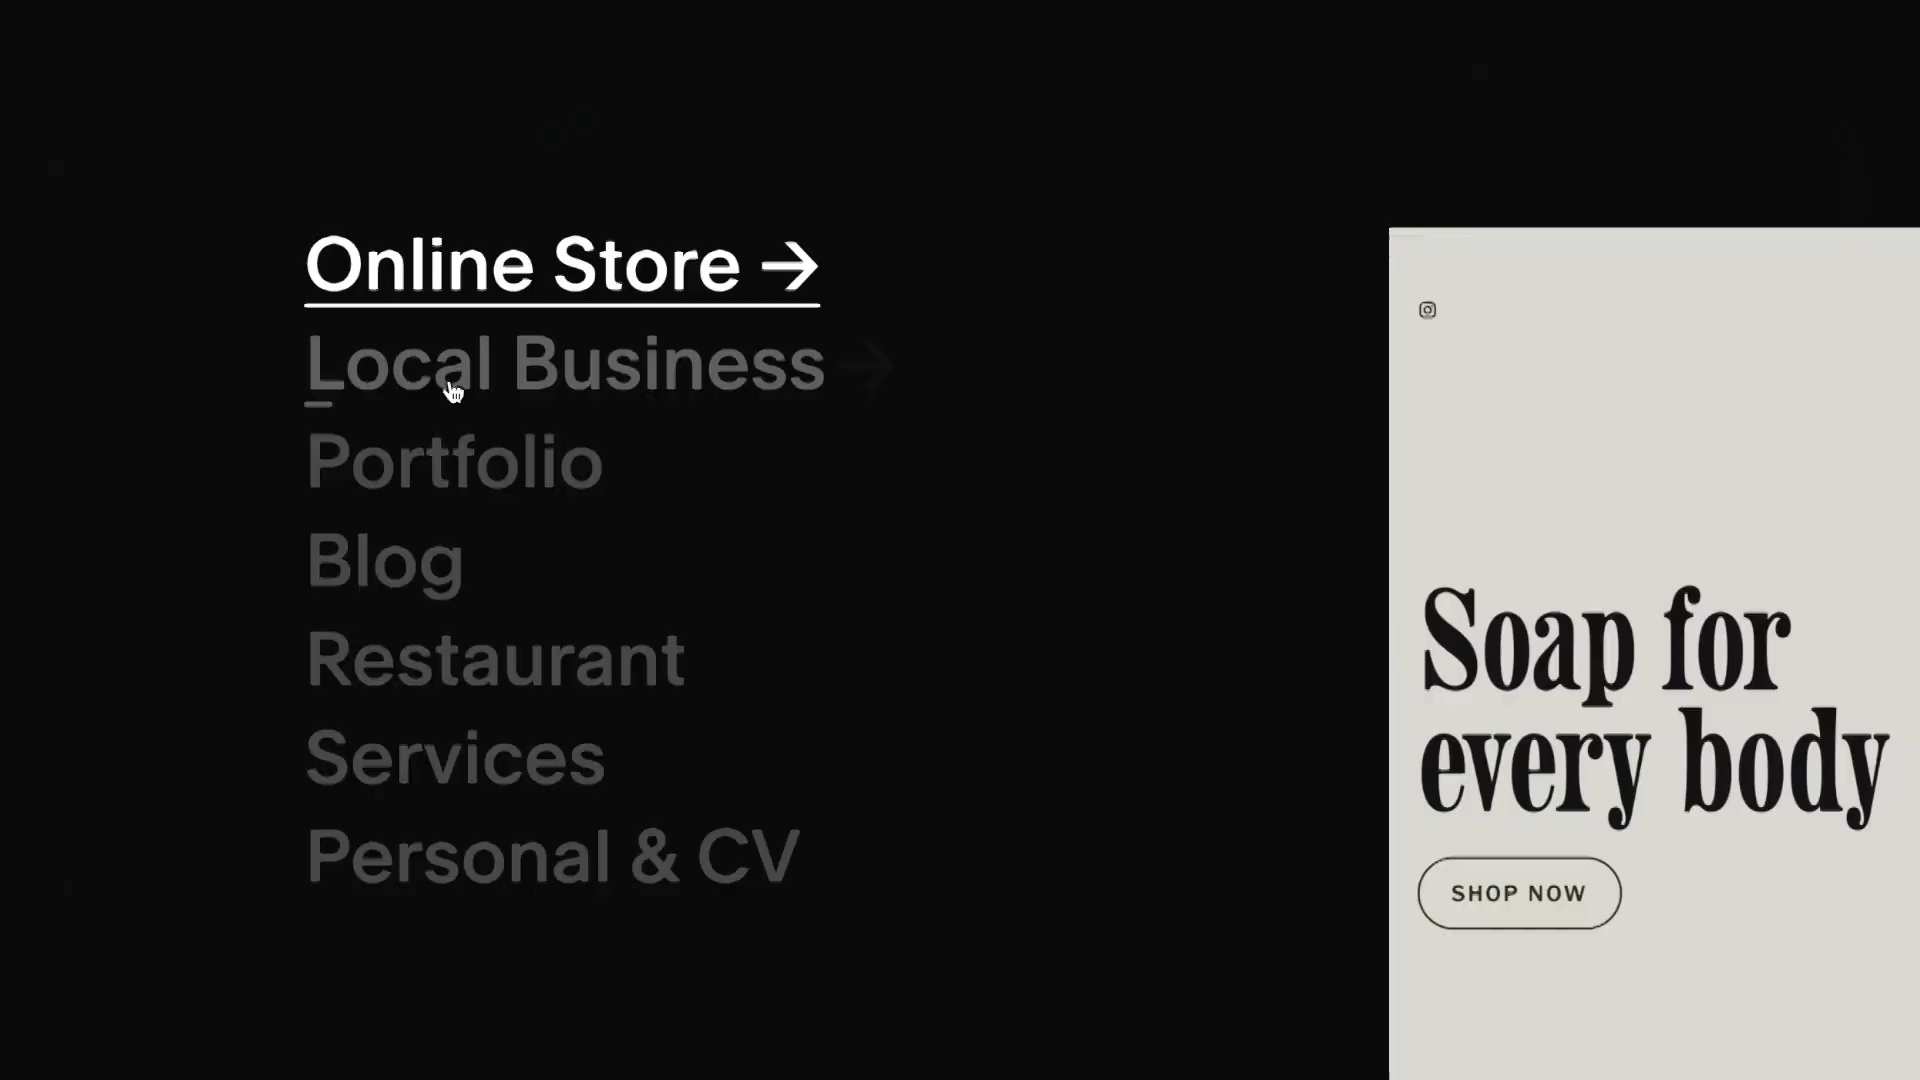 Online Store →
Local Business →
Portfolio
Blog
Restaurant
Services
Personal & CV
Soap for
every body
SHOP NOW